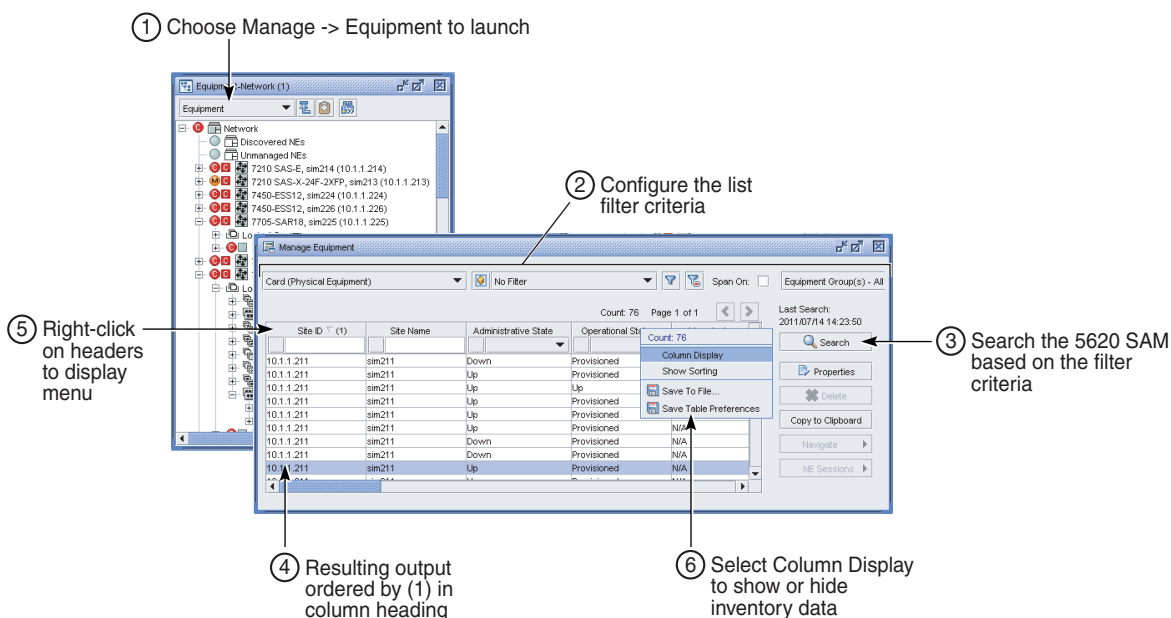 1 Choose Manage -> Equipment to launch
Equipment-Network (1)
Equipment
Network
Discovered NEs
Unmanaged NEs
7210 SAS-E, sim214 (10.1.1.214)
7210 SAS-X-24F-2XFP, sim213 (10.1.1.213)
7450-ESS12, sim224 (10.1.1.224)
7450-ESS12, sim226 (10.1.1.226)
7705-SAR18, sim225 (10.1.1.225)
2 Configure the list
filter criteria
Manage Equipment
Card (Physical Equipment)
No Filter
Span On:
Equipment Group(s) - All
Count: 76 Page 1 of 1
Last Search:
2011/07/14 14:23:50
Site ID (1) Site Name Administrative State Operational
Search
Properties
Delete
Copy to Clipboard
Navigate
NE Sessions
Count: 76
Column Display
Show Sorting
Save To File...
Save Table Preferences
10.1.1.211 sim211 Down Provisioned
10.1.1.211 sim211 Up Provisioned
10.1.1.211 sim211 Up Up
10.1.1.211 sim211 Up Provisioned
10.1.1.211 sim211 Up Provisioned
10.1.1.211 sim211 Up Provisioned N/A
10.1.1.211 sim211 Down Provisioned N/A
10.1.1.211 sim211 Down Provisioned N/A
10.1.1.211 sim211 Up Provisioned N/A
3 Search the 5620 SAM
based on the filter
criteria
5 Right-click
on headers
to display
menu
4 Resulting output
ordered by (1) in
column heading
6 Select Column Display
to show or hide
inventory data